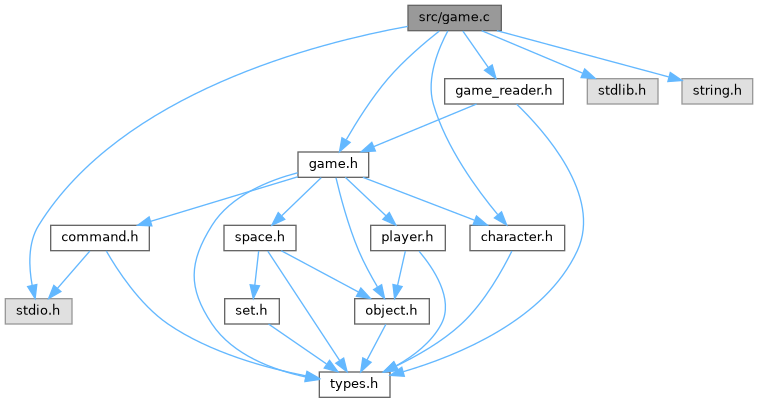 src/game.c
game_reader.h
stdlib.h
string.h
game.h
command.h
space.h
player.h
character.h
stdio.h
set.h
object.h
types.h